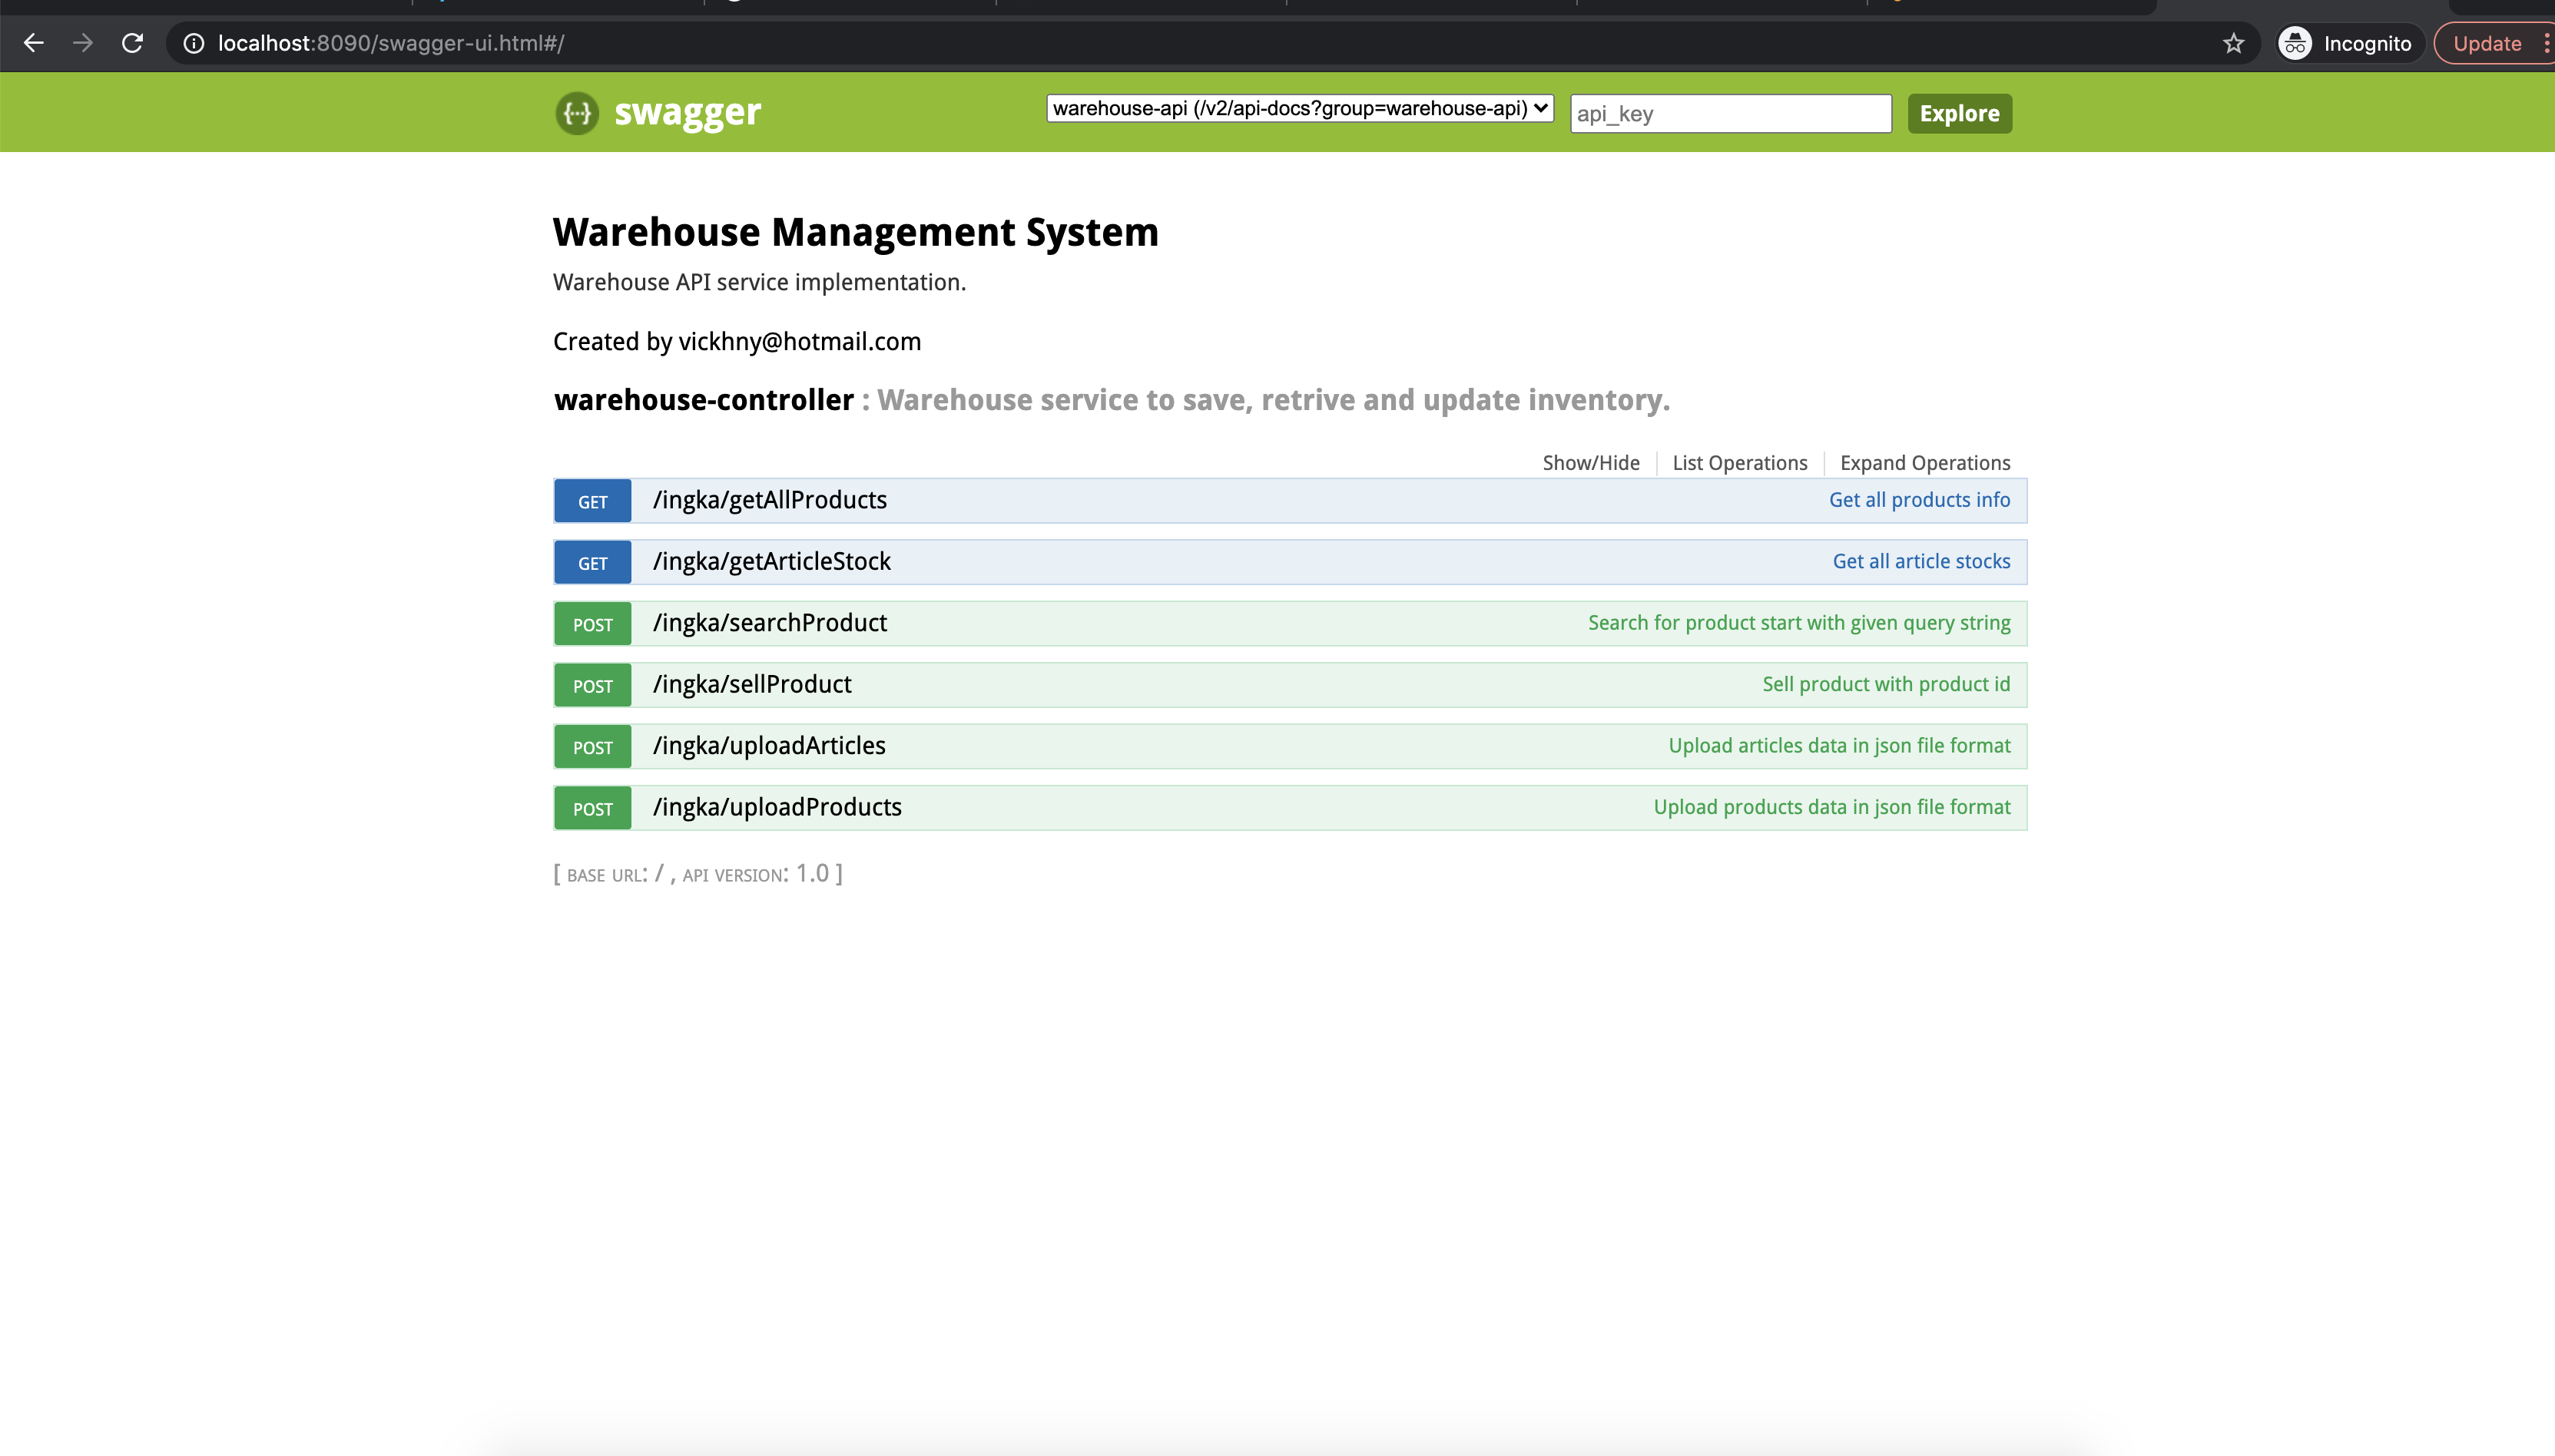 localhost:8090/swagger-ui.html#/
Incognito
Update
{···} swagger
warehouse-api (/v2/api-docs?group=warehouse-api)
api_key
Explore
Warehouse Management System
Warehouse API service implementation.
Created by vickhny@hotmail.com
warehouse-controller : Warehouse service to save, retrive and update inventory.
Show/Hide List Operations Expand Operations
GET /ingka/getAllProducts Get all products info
GET /ingka/getArticleStock Get all article stocks
POST /ingka/searchProduct Search for product start with given query string
POST /ingka/sellProduct Sell product with product id
POST /ingka/uploadArticles Upload articles data in json file format
POST /ingka/uploadProducts Upload products data in json file format
[ BASE URL: / , API VERSION: 1.0 ]